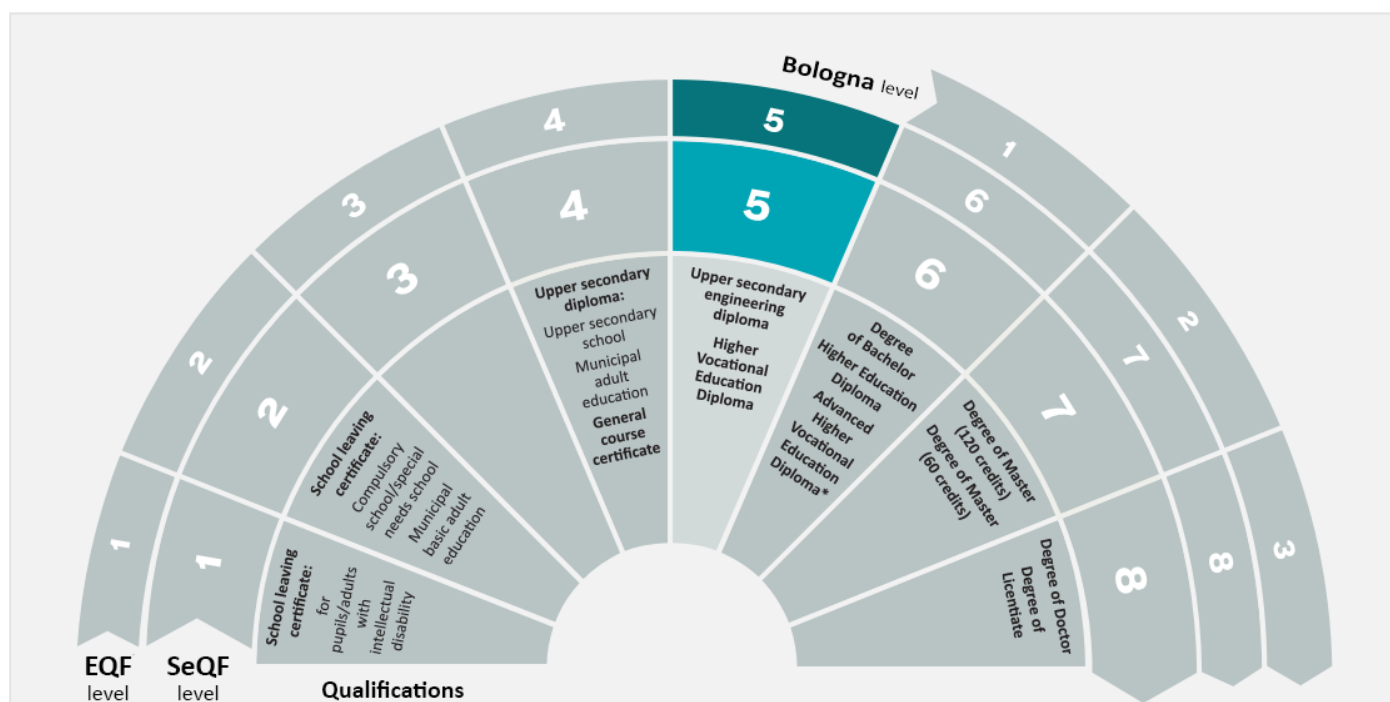 Bologna level
1
2
3
4
5
6
7
8
1
2
3
4
5
6
7
8
1
2
3
School leaving
certificate:
for
pupils/adults
with
intellectual
disability
School leaving
certificate:
Compulsory
school/special
needs school
Municipal
basic adult
education
Upper secondary
diploma:
Upper secondary
school
Municipal
adult
education
General
course
certificate
Upper secondary
engineering
diploma
Higher
Vocational
Education
Diploma
Degree
of Bachelor
Higher Education
Diploma
Advanced
Higher
Vocational
Education
Diploma*
Degree of Master
(120 credits)
Degree of Master
(60 credits)
Degree of Doctor
Degree of
Licentiate
EQF
level
SeQF
level
Qualifications